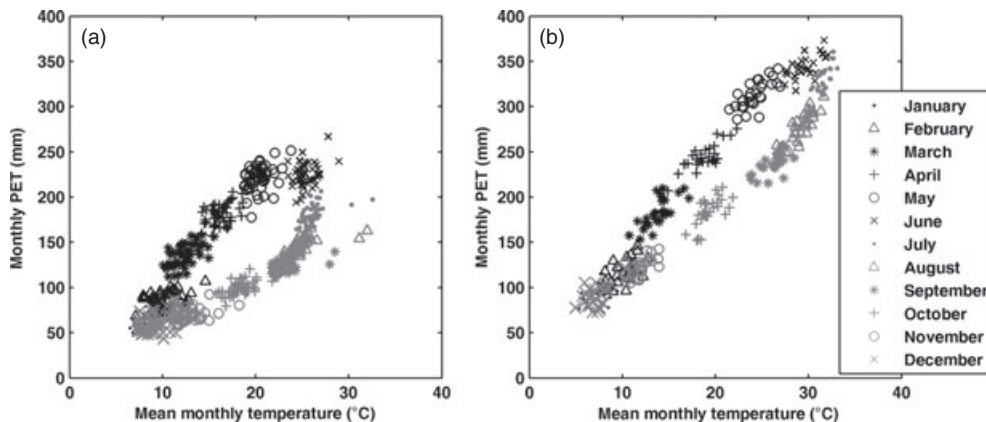 (a)
400
350
300
250
200
150
100
50
0
Monthly PET (mm)
0
10
20
30
40
Mean monthly temperature (°C)
(b)
400
350
300
250
200
150
100
50
0
Monthly PET (mm)
0
10
20
30
40
Mean monthly temperature (°C)
January
February
March
April
May
June
July
August
September
October
November
December